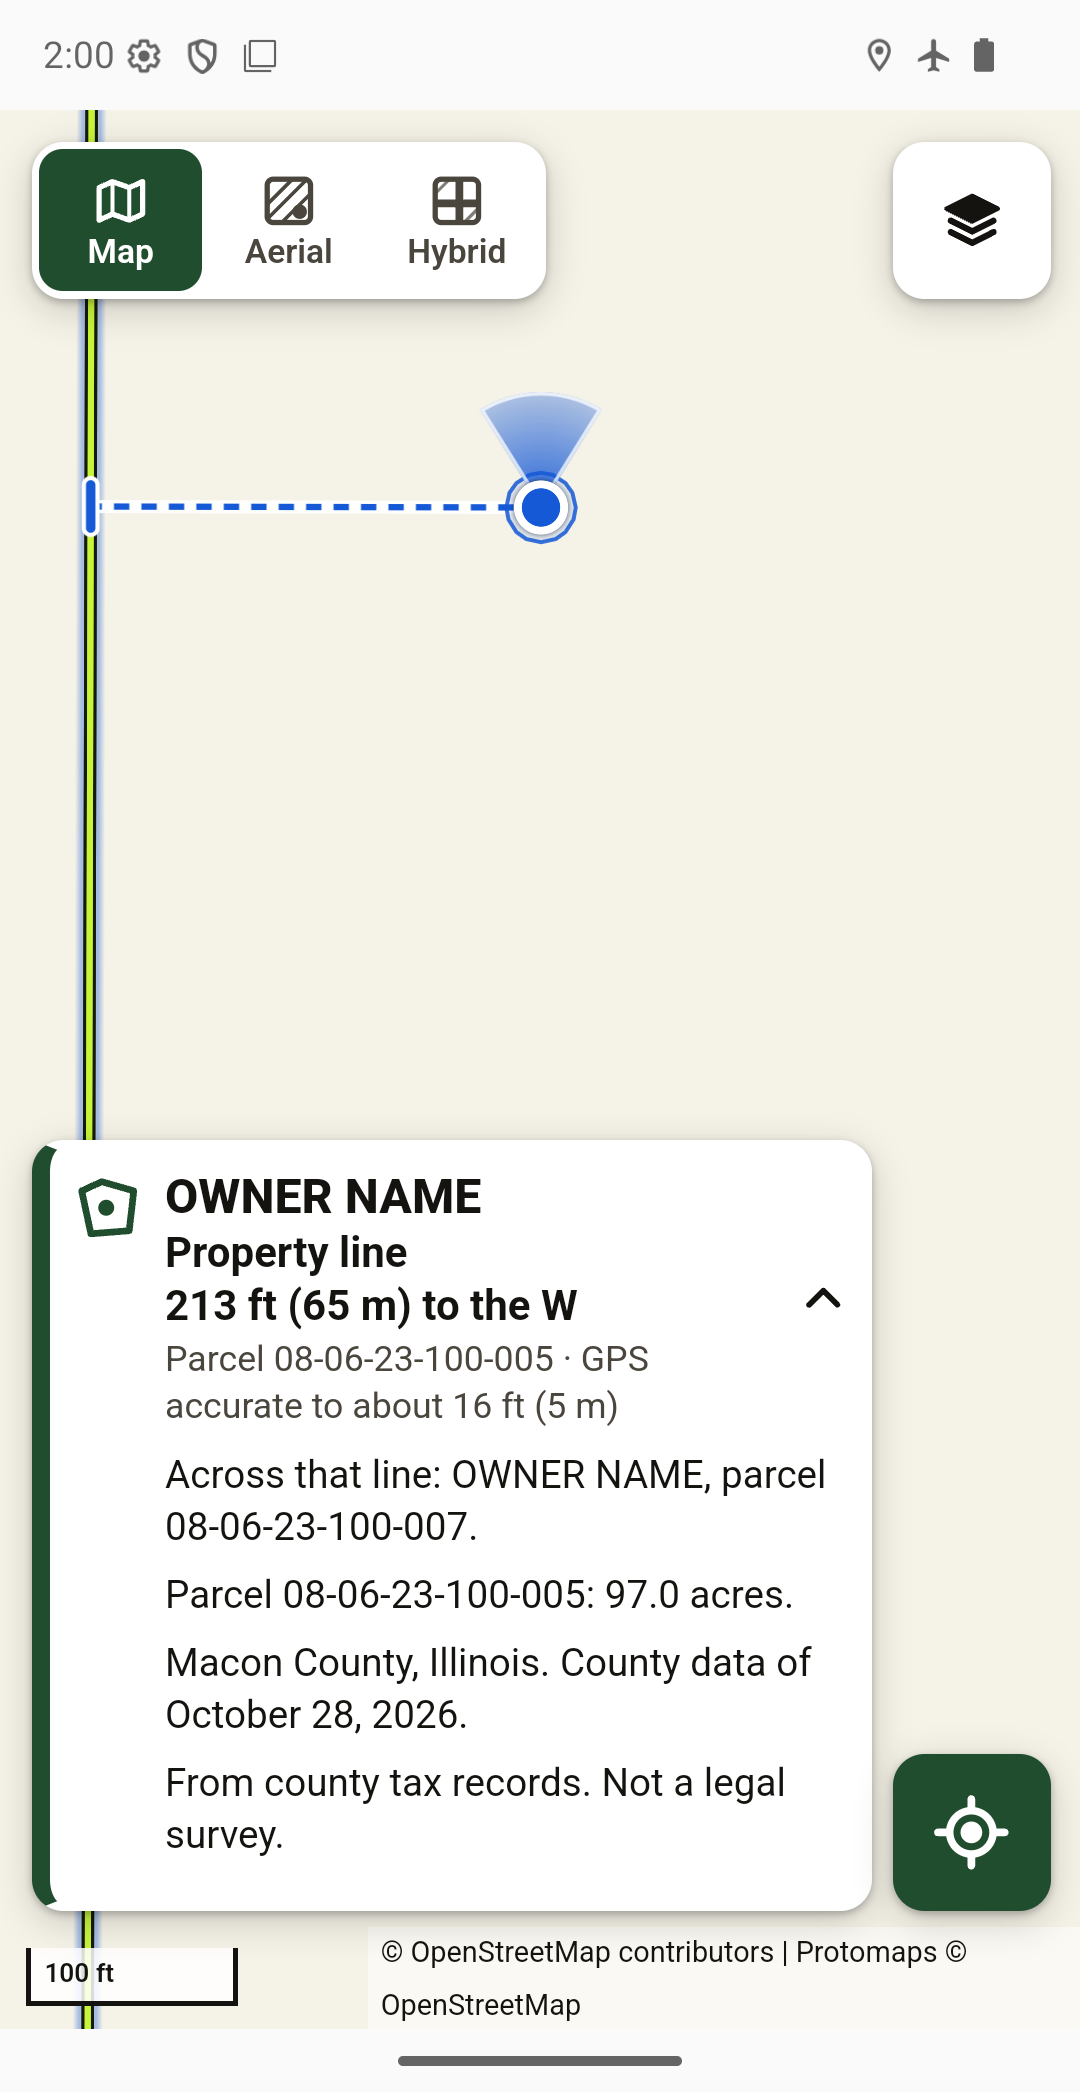 2:00
Map
Aerial
Hybrid
OWNER NAME
Property line
213 ft (65 m) to the W
Parcel 08-06-23-100-005 · GPS
accurate to about 16 ft (5 m)
Across that line: OWNER NAME, parcel
08-06-23-100-007.
Parcel 08-06-23-100-005: 97.0 acres.
Macon County, Illinois. County data of
October 28, 2026.
From county tax records. Not a legal
survey.
100 ft
© OpenStreetMap contributors | Protomaps ©
OpenStreetMap